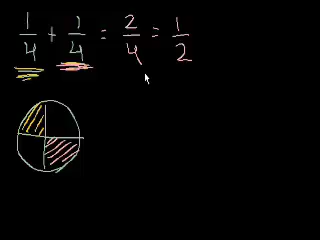 1/4 + 1/4 = 2/4 = 1/2